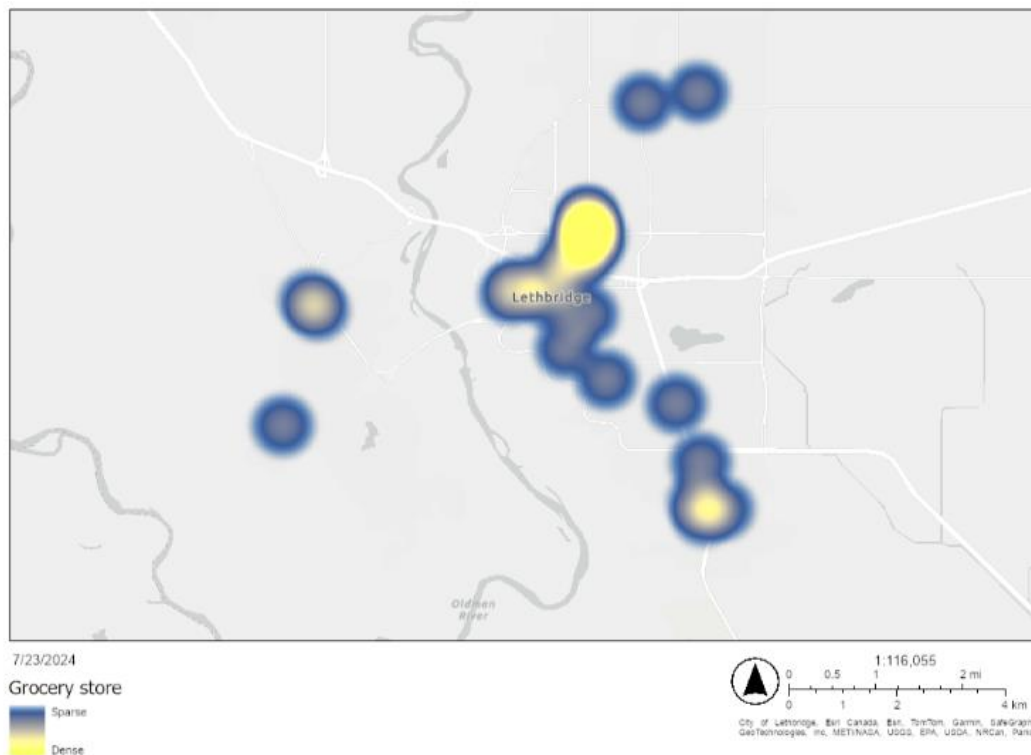 Lethbridge
Oldman
River
7/23/2024
Grocery store
Sparse
Dense
1:116,055
0 0.5 1 2 mi
0 1 2 4 km
City of Lethbridge, Esri Canada, Esri, TomTom, Garmin, SafeGraph,
GeoTechnologies, Inc, METI/NASA, USGS, EPA, USDA, NRCan, Parks